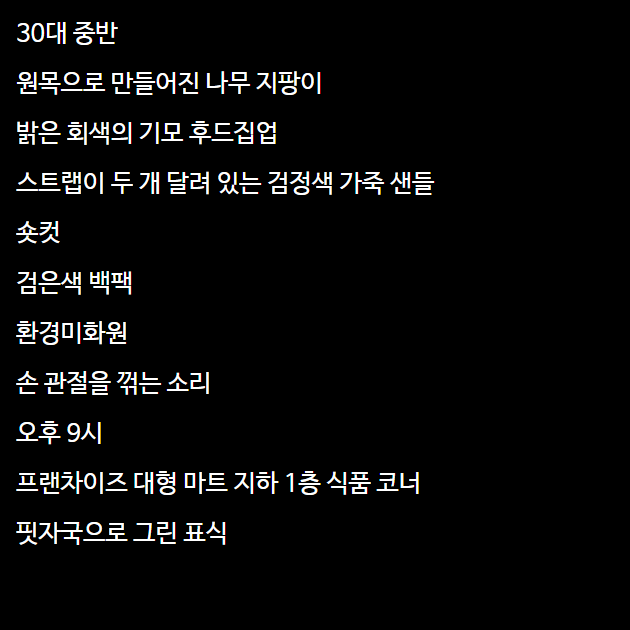 30대 중반
원목으로 만들어진 나무 지팡이
밝은 회색의 기모 후드집업
스트랩이 두 개 달려 있는 검정색 가죽 샌들
숏컷
검은색 백팩
환경미화원
손 관절을 꺾는 소리
오후 9시
프랜차이즈 대형 마트 지하 1층 식품 코너
핏자국으로 그린 표식